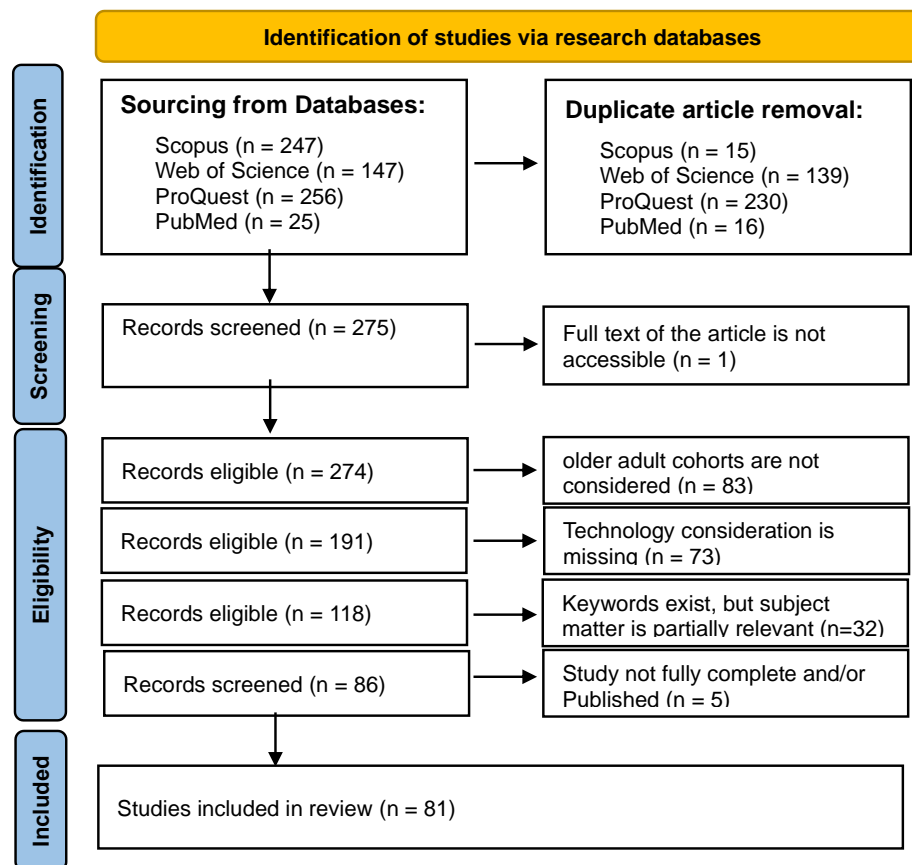 Identification of studies via research databases
Identification
Sourcing from Databases:
Scopus (n = 247)
Web of Science (n = 147)
ProQuest (n = 256)
PubMed (n = 25)
Duplicate article removal:
Scopus (n = 15)
Web of Science (n = 139)
ProQuest (n = 230)
PubMed (n = 16)
Screening
Records screened (n = 275)
Full text of the article is not
accessible (n = 1)
Eligibility
Records eligible (n = 274)
older adult cohorts are not
considered (n = 83)
Records eligible (n = 191)
Technology consideration is
missing (n = 73)
Records eligible (n = 118)
Keywords exist, but subject
matter is partially relevant (n=32)
Records screened (n = 86)
Study not fully complete and/or
Published (n = 5)
Included
Studies included in review (n = 81)